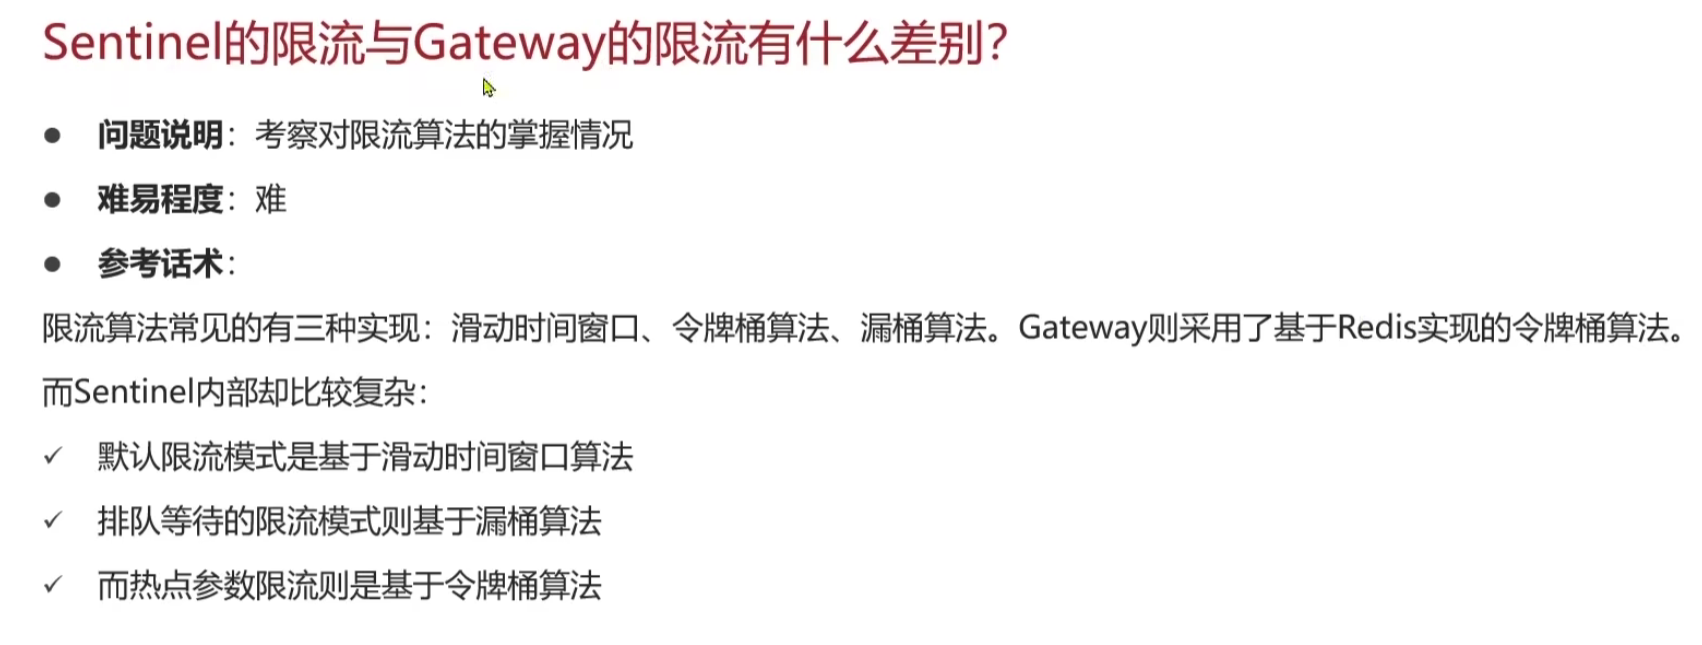 Sentinel的限流与Gateway的限流有什么差别？
● 问题说明：考察对限流算法的掌握情况
● 难易程度：难
● 参考话术：
限流算法常见的有三种实现：滑动时间窗口、令牌桶算法、漏桶算法。Gateway则采用了基于Redis实现的令牌桶算法。
而Sentinel内部却比较复杂：
✓ 默认限流模式是基于滑动时间窗口算法
✓ 排队等待的限流模式则基于漏桶算法
✓ 而热点参数限流则是基于令牌桶算法